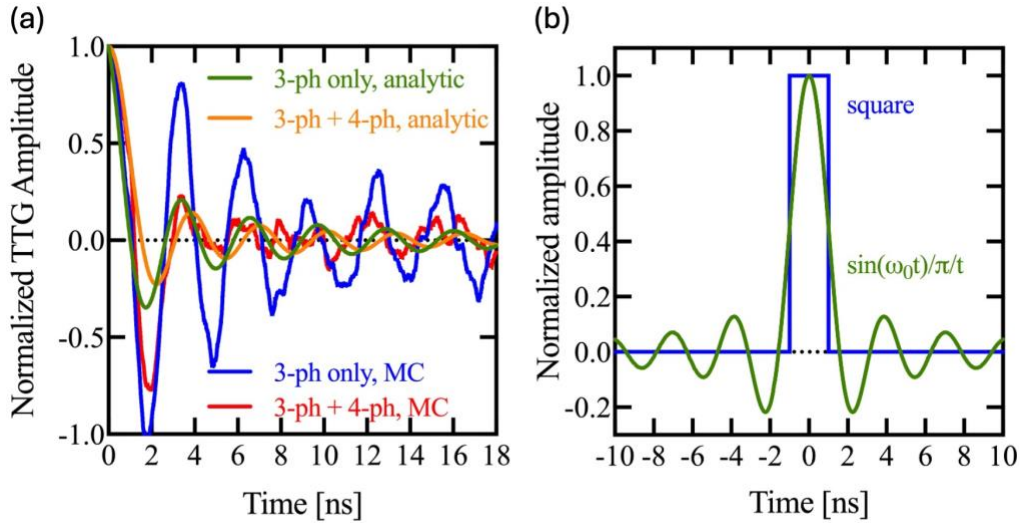 (a)
Normalized TTG Amplitude
1.0
0.5
0.0
-0.5
-1.0
3-ph only, analytic
3-ph + 4-ph, analytic
3-ph only, MC
3-ph + 4-ph, MC
0 2 4 6 8 10 12 14 16 18
Time [ns]
(b)
Normalized amplitude
1.0
0.8
0.6
0.4
0.2
0.0
-0.2
square
sin(ω₀t)/π/t
-10 -8 -6 -4 -2 0 2 4 6 8 10
Time [ns]